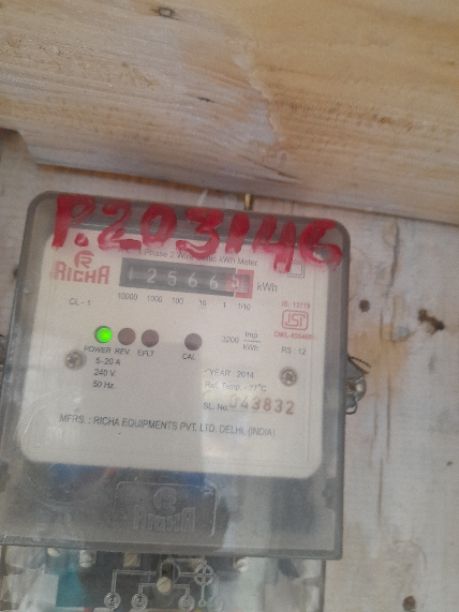 P.203146
1 Phase 2 Wire Static kWh Meter
RICHA
12566 kWh
CL - 1
10000 1000 100 10 1 1/10
IS: 13779
ISI
3200 Imp/kWh
POWER REV. E/LT CAL
RS : 12
5-20 A
240 V.
50 Hz.
YEAR : 2014
Ref. Temp. 27°C
SL. No. 043832
MFRS. : RICHA EQUIPMENTS PVT. LTD. DELHI, (INDIA)
RICHA